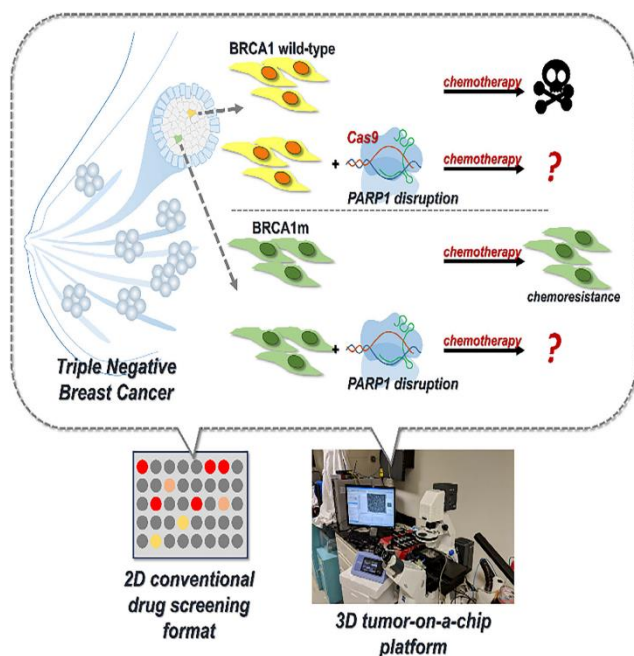 BRCA1 wild-type
chemotherapy
Cas9
+
chemotherapy
?
PARP1 disruption
BRCA1m
chemotherapy
chemoresistance
+
chemotherapy
?
PARP1 disruption
Triple Negative
Breast Cancer
2D conventional
drug screening
format
3D tumor-on-a-chip
platform